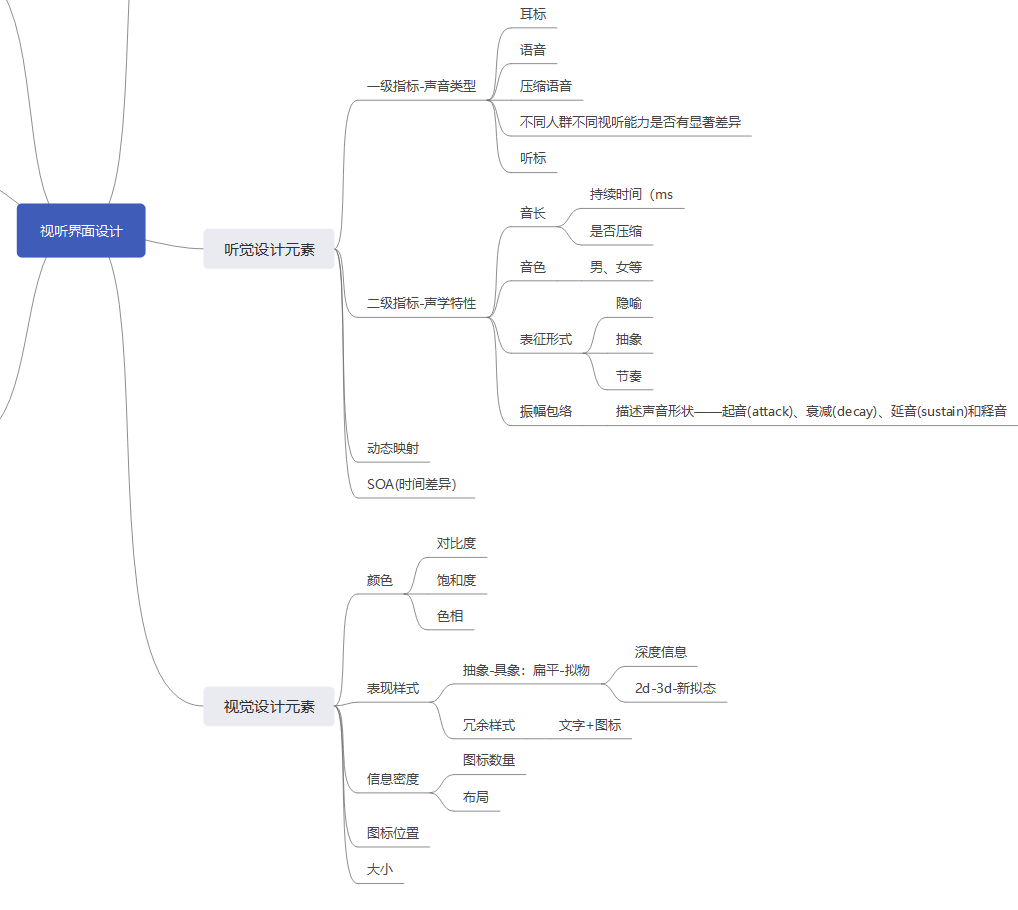 视听界面设计
听觉设计元素
一级指标-声音类型
耳标
语音
压缩语音
不同人群不同视听能力是否有显著差异
听标
二级指标-声学特性
音长
持续时间（ms
是否压缩
音色
男、女等
表征形式
隐喻
抽象
节奏
振幅包络
描述声音形状——起音(attack)、衰减(decay)、延音(sustain)和释音
动态映射
SOA(时间差异）
视觉设计元素
颜色
对比度
饱和度
色相
表现样式
抽象-具象：扁平-拟物
深度信息
2d-3d-新拟态
冗余样式
文字+图标
信息密度
图标数量
布局
图标位置
大小